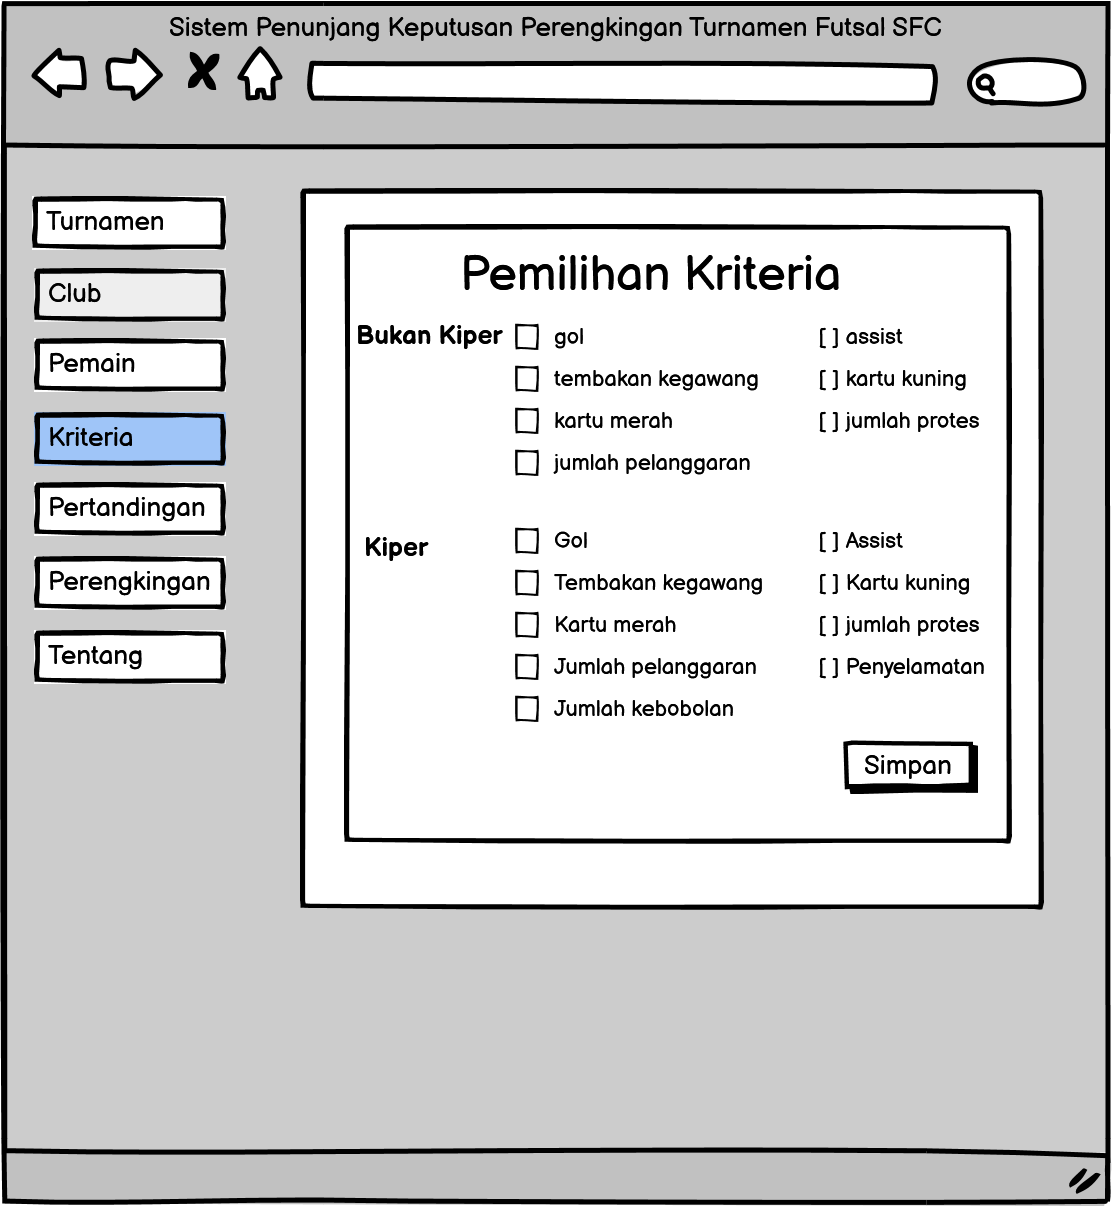 Sistem Penunjang Keputusan Perengkingan Turnamen Futsal SFC
Turnamen
Club
Pemain
Kriteria
Pertandingan
Perengkingan
Tentang
Pemilihan Kriteria
Bukan Kiper gol [ ] assist
tembakan kegawang [ ] kartu kuning
kartu merah [ ] jumlah protes
jumlah pelanggaran
Kiper Gol [ ] Assist
Tembakan kegawang [ ] Kartu kuning
Kartu merah [ ] jumlah protes
Jumlah pelanggaran [ ] Penyelamatan
Jumlah kebobolan
Simpan